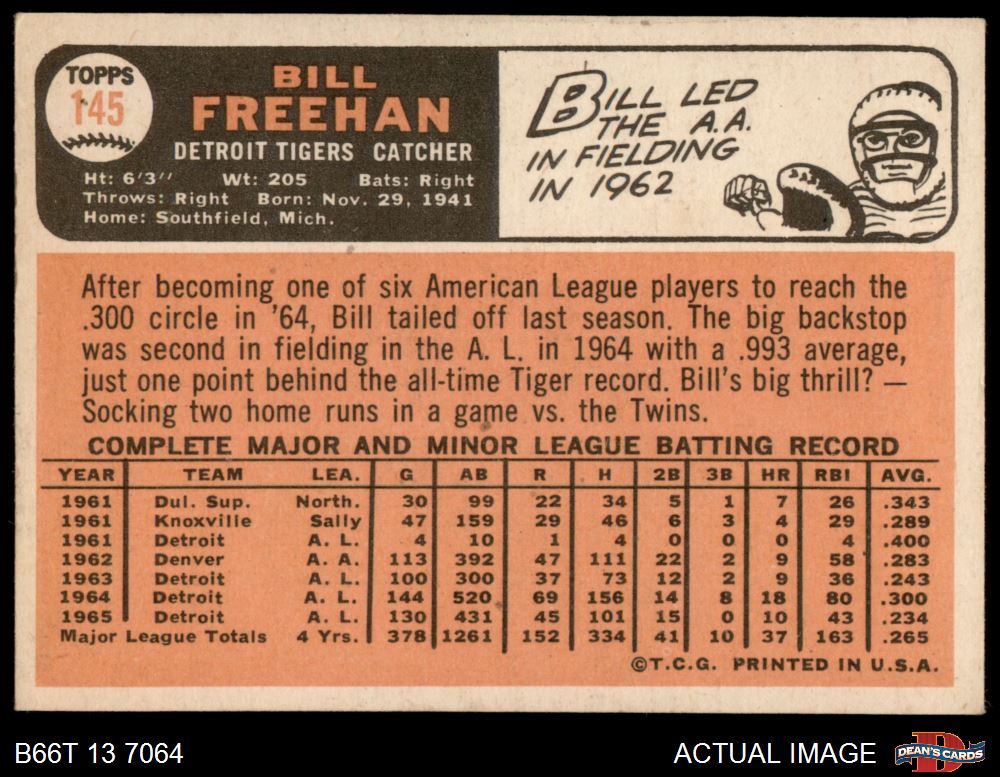 TOPPS
145
BILL
FREEHAN
DETROIT TIGERS CATCHER
Ht: 6'3" Wt: 205 Bats: Right
Throws: Right Born: Nov. 29, 1941
Home: Southfield, Mich.
BILL LED
THE A.A.
IN FIELDING
IN 1962
After becoming one of six American League players to reach the
.300 circle in '64, Bill tailed off last season. The big backstop
was second in fielding in the A. L. in 1964 with a .993 average,
just one point behind the all-time Tiger record. Bill's big thrill? —
Socking two home runs in a game vs. the Twins.
COMPLETE MAJOR AND MINOR LEAGUE BATTING RECORD
YEAR TEAM LEA. G AB R H 2B 3B HR RBI AVG.
1961 Dul. Sup. North. 30 99 22 34 5 1 7 26 .343
1961 Knoxville Sally 47 159 29 46 6 3 4 29 .289
1961 Detroit A. L. 4 10 1 4 0 0 0 4 .400
1962 Denver A. A. 113 392 47 111 22 2 9 58 .283
1963 Detroit A. L. 100 300 37 73 12 2 9 36 .243
1964 Detroit A. L. 144 520 69 156 14 8 18 80 .300
1965 Detroit A. L. 130 431 45 101 15 0 10 43 .234
Major League Totals 4 Yrs. 378 1261 152 334 41 10 37 163 .265
©T.C.G. PRINTED IN U.S.A.
B66T 13 7064 ACTUAL IMAGE D DEAN'S CARDS